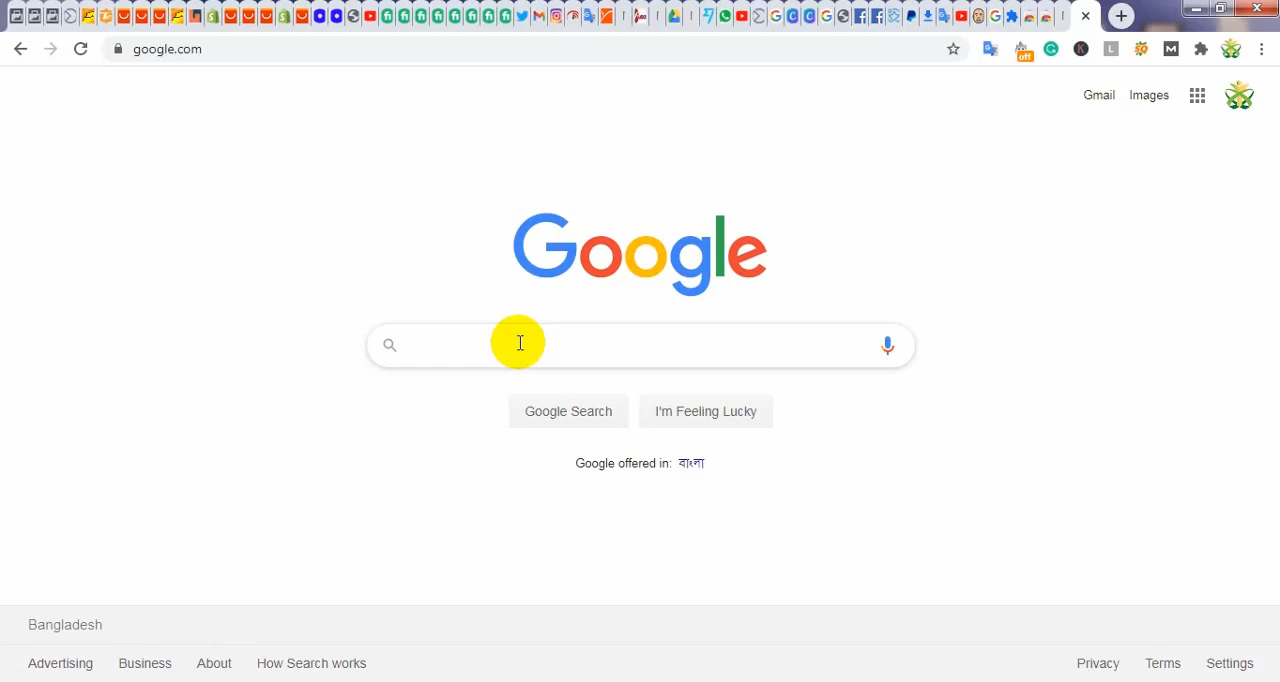 google.com
off
L
M
Gmail Images
Google
Google Search I'm Feeling Lucky
Google offered in: বাংলা
Bangladesh
Advertising Business About How Search works Privacy Terms Settings